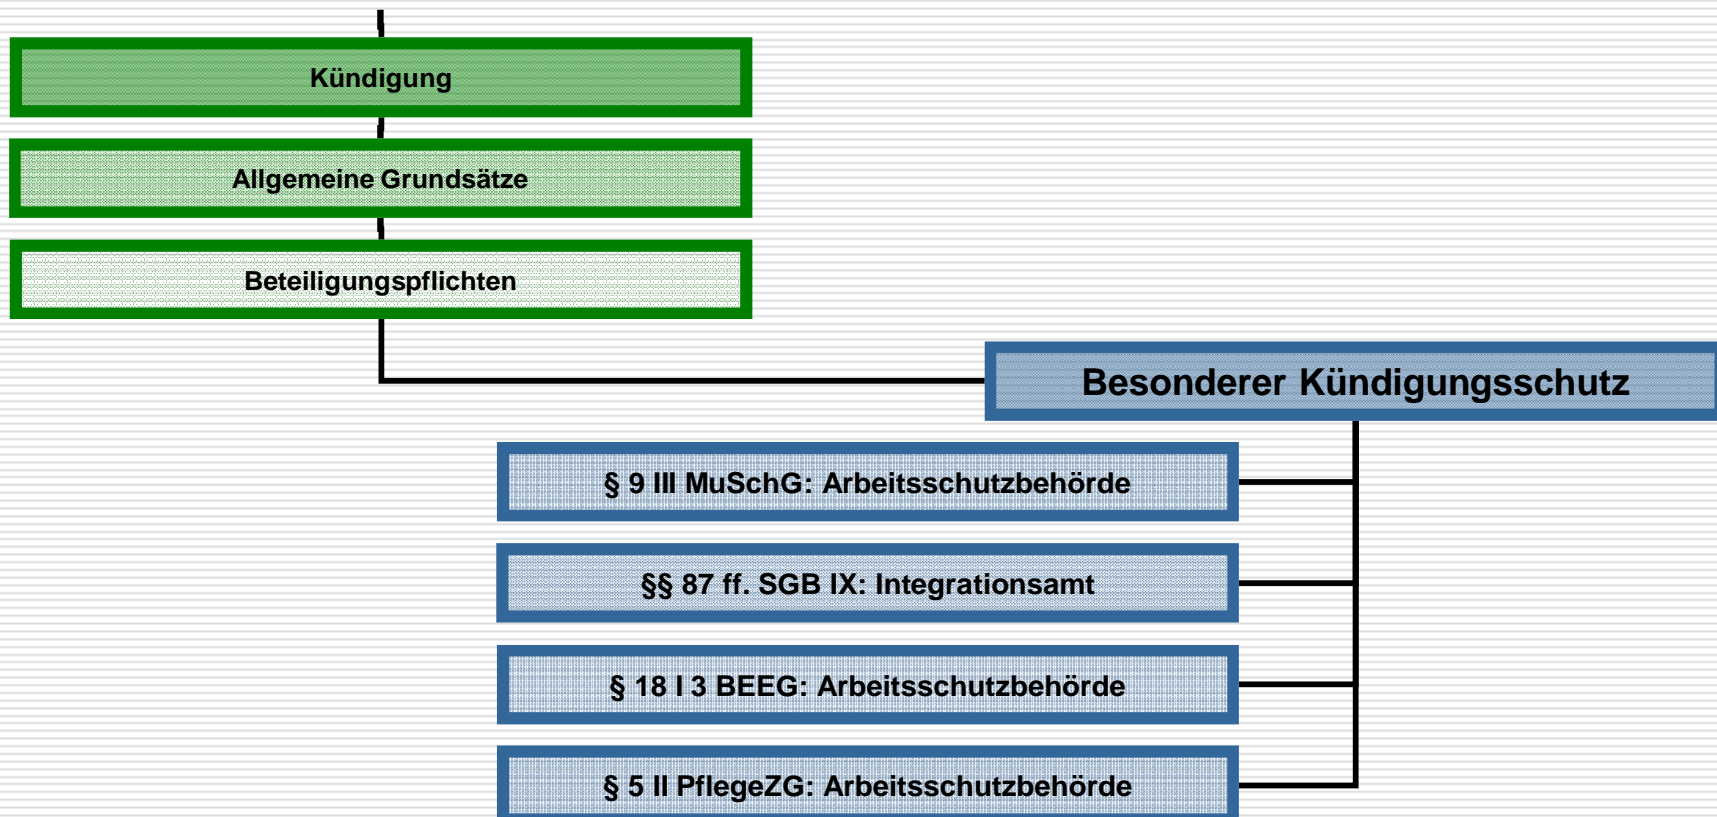 Kündigung
Allgemeine Grundsätze
Beteiligungspflichten
Besonderer Kündigungsschutz
§ 9 III MuSchG: Arbeitsschutzbehörde
§§ 87 ff. SGB IX: Integrationsamt
§ 18 I 3 BEEG: Arbeitsschutzbehörde
§ 5 II PflegeZG: Arbeitsschutzbehörde